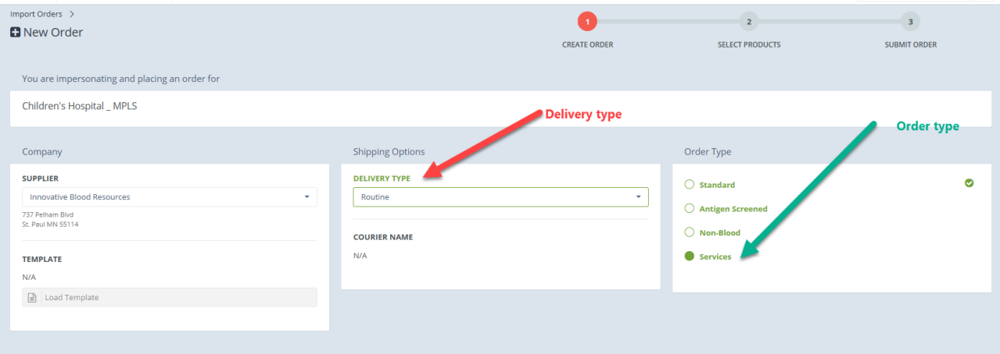 Import Orders >
New Order
1
2
3
CREATE ORDER
SELECT PRODUCTS
SUBMIT ORDER
You are impersonating and placing an order for
Children's Hospital _ MPLS
Delivery type
Order type
Company
SUPPLIER
Innovative Blood Resources
737 Pelham Blvd
St. Paul MN 55114
TEMPLATE
N/A
Load Template
Shipping Options
DELIVERY TYPE
Routine
COURIER NAME
N/A
Order Type
Standard
Antigen Screened
Non-Blood
Services